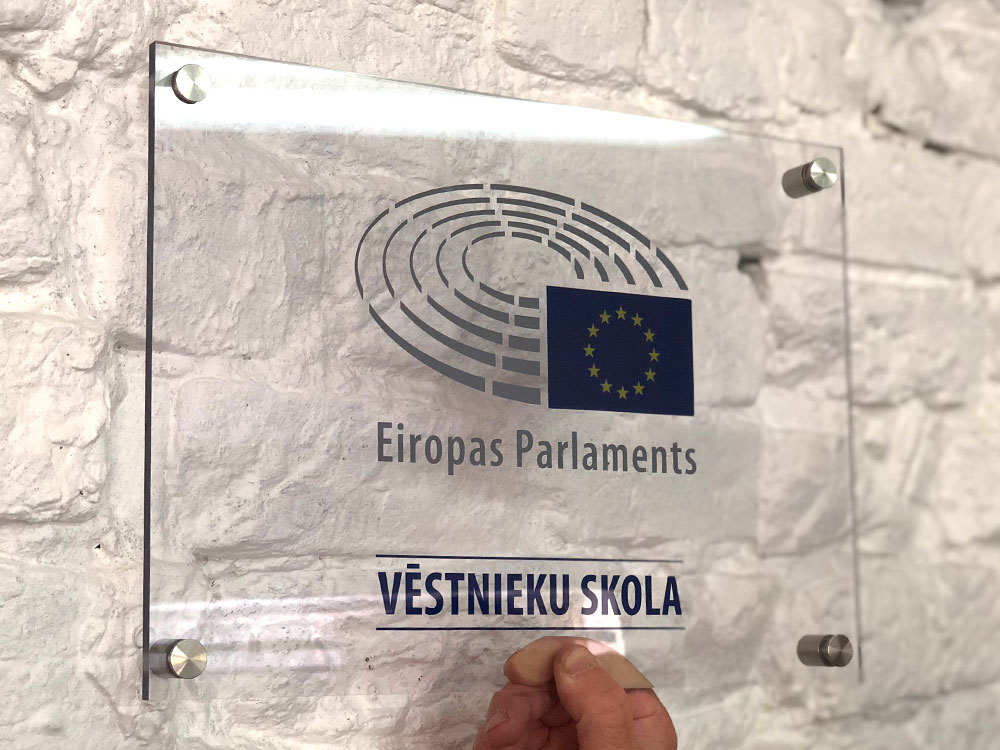 Eiropas Parlaments
VĒSTNIEKU SKOLA